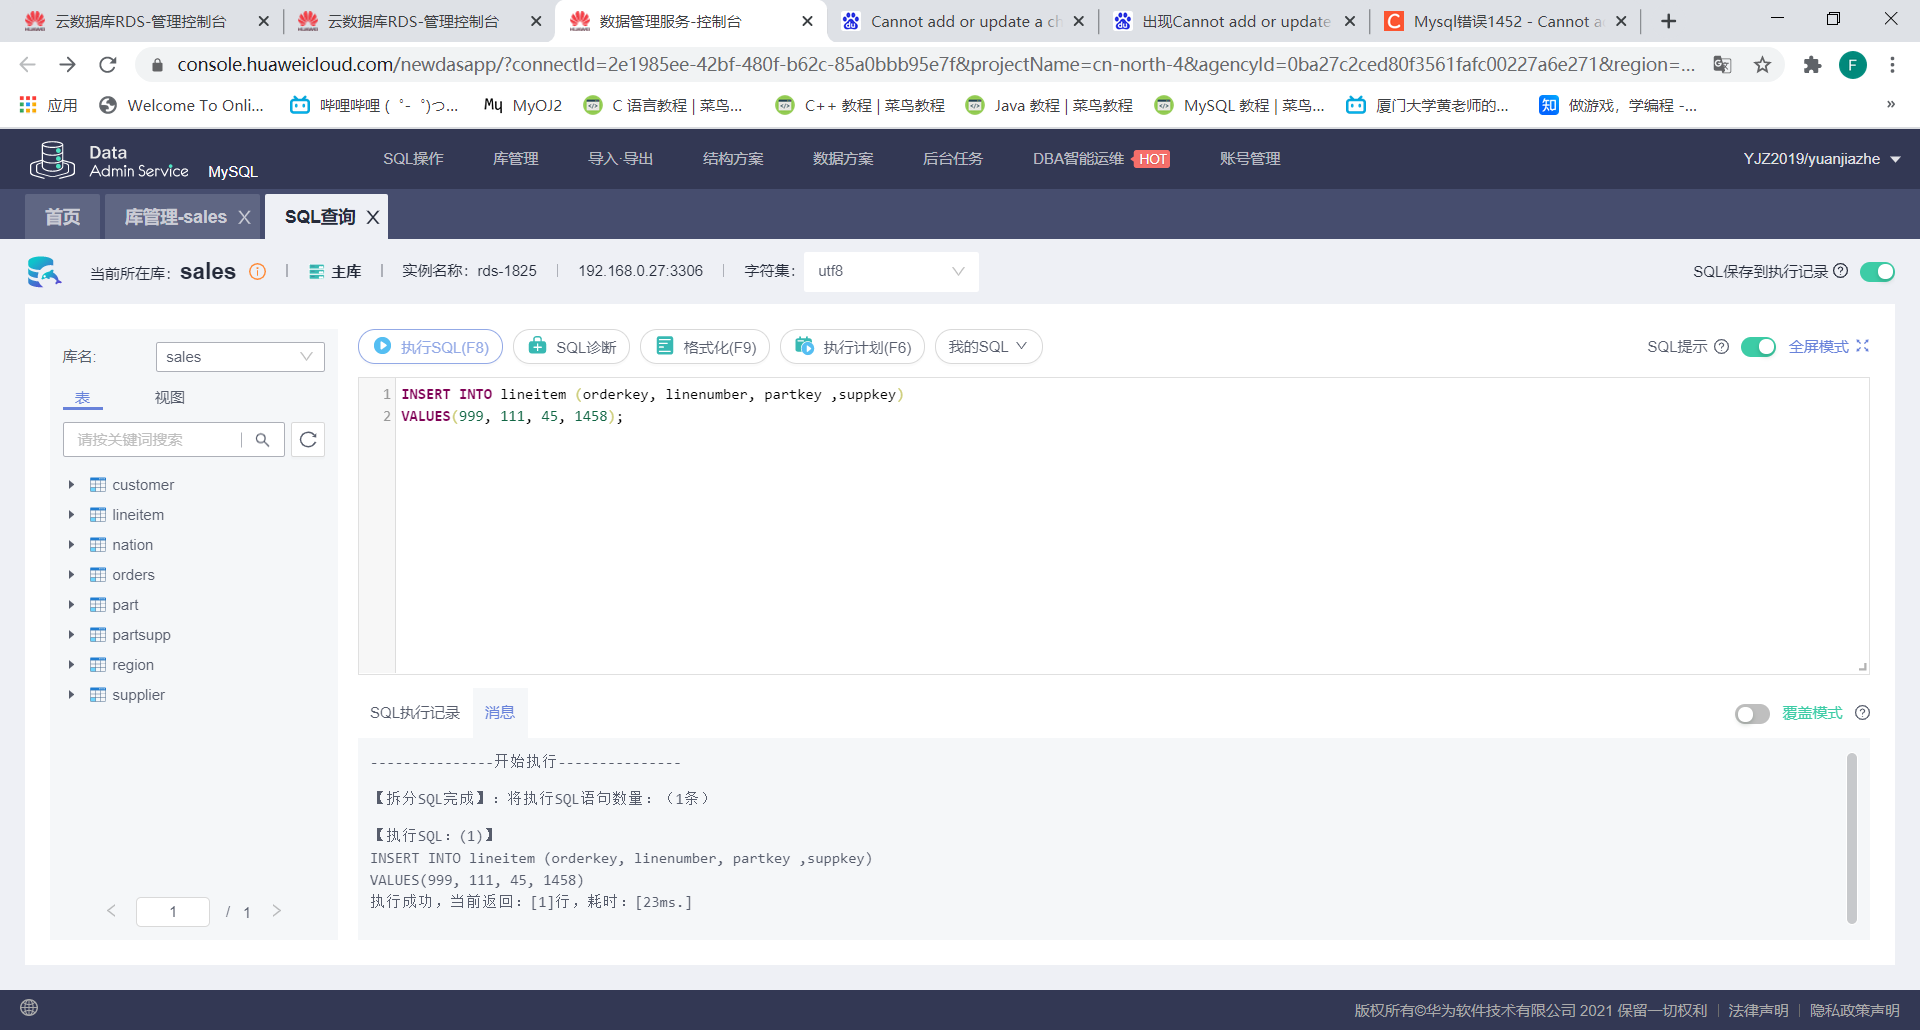 云数据库RDS-管理控制台
云数据库RDS-管理控制台
数据管理服务-控制台
Cannot add or update a ch
出现Cannot add or update
Mysql错误1452 - Cannot a
console.huaweicloud.com/newdasapp/?connectId=2e1985ee-42bf-480f-b62c-85a0bbb95e7f&projectName=cn-north-4&agencyId=0ba27c2ced80f3561fafc00227a6e271&region=...
F
应用
Welcome To Onli...
哔哩哔哩 ( ゜- ゜)つ...
My MyOJ2
C 语言教程 | 菜鸟...
C++ 教程 | 菜鸟教程
Java 教程 | 菜鸟教程
MySQL 教程 | 菜鸟...
厦门大学黄老师的...
知 做游戏，学编程 -...
»
Data
Admin Service MySQL
SQL操作
库管理
导入·导出
结构方案
数据方案
后台任务
DBA智能运维 HOT
账号管理
YJZ2019/yuanjiazhe
首页
库管理-sales X
SQL查询 X
当前所在库: sales
主库
实例名称: rds-1825
192.168.0.27:3306
字符集: utf8
SQL保存到执行记录
库名: sales
执行SQL(F8)
SQL诊断
格式化(F9)
执行计划(F6)
我的SQL
SQL提示
全屏模式
表 视图
请按关键词搜索
1 INSERT INTO lineitem (orderkey, linenumber, partkey ,suppkey)
2 VALUES(999, 111, 45, 1458);
customer
lineitem
nation
orders
part
partsupp
region
supplier
1 / 1
SQL执行记录 消息
覆盖模式
---------------开始执行---------------
【拆分SQL完成】：将执行SQL语句数量：（1条）
【执行SQL：(1)】
INSERT INTO lineitem (orderkey, linenumber, partkey ,suppkey)
VALUES(999, 111, 45, 1458)
执行成功，当前返回：[1]行，耗时：[23ms.]
版权所有©华为软件技术有限公司 2021 保留一切权利 | 法律声明 | 隐私政策声明